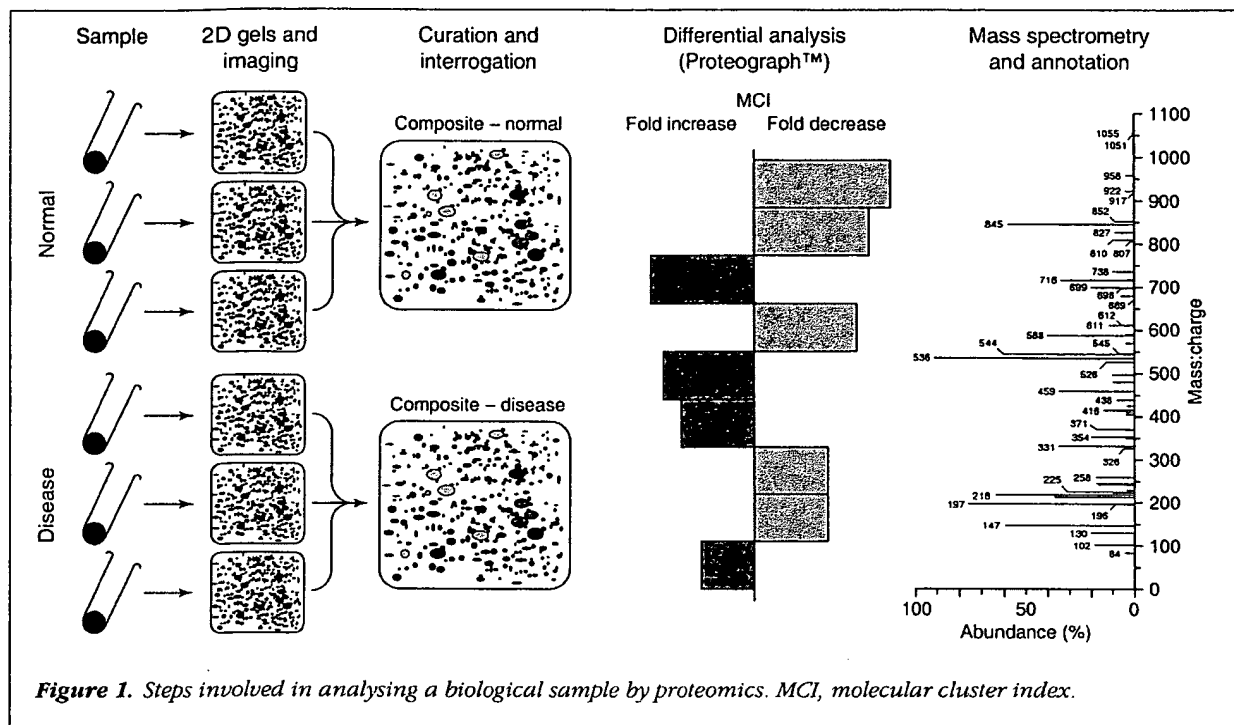 Sample
2D gels and
imaging
Curation and
interrogation
Differential analysis
(Proteograph™)
Mass spectrometry
and annotation
Normal
Disease
Composite – normal
Composite – disease
MCI
Fold increase
Fold decrease
1100
1000
900
800
700
600
500
400
300
200
100
0
Mass:charge
1055
1051
958
922
917
852
845
827
610 807
738
716
699
698
669
612
611
588
545
544
536
526
459
438
416
371
354
331
326
258
225
218
197
196
147
130
102
84
100
50
0
Abundance (%)
Figure 1. Steps involved in analysing a biological sample by proteomics. MCI, molecular cluster index.